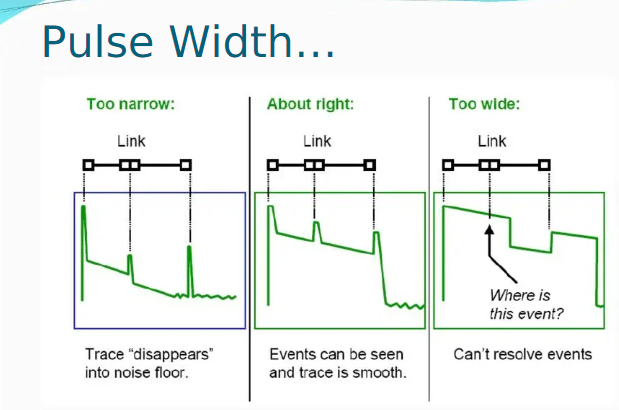 Pulse Width...
Too narrow:
About right:
Too wide:
Link
Link
Link
Where is
this event?
Trace “disappears”
into noise floor.
Events can be seen
and trace is smooth.
Can't resolve events